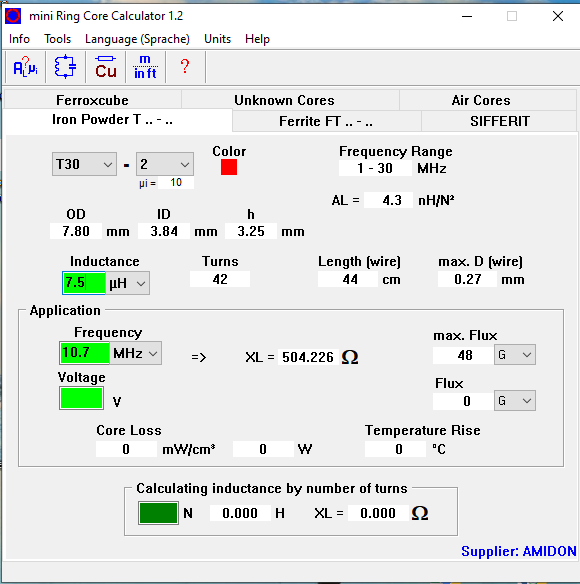 mini Ring Core Calculator 1.2
Info Tools Language (Sprache) Units Help
A ? L µi Cu m in ft ?
Ferroxcube Unknown Cores Air Cores
Iron Powder T .. - .. Ferrite FT .. - .. SIFFERIT
Color Frequency Range
T30 - 2 1 - 30 MHz
µi = 10
AL = 4.3 nH/N²
OD ID h
7.80 mm 3.84 mm 3.25 mm
Inductance Turns Length (wire) max. D (wire)
7.5 µH 42 44 cm 0.27 mm
Application
Frequency max. Flux
10.7 MHz => XL = 504.226 Ω 48 G
Voltage Flux
V 0 G
Core Loss Temperature Rise
0 mW/cm³ 0 W 0 °C
Calculating inductance by number of turns
N 0.000 H XL = 0.000 Ω
Supplier: AMIDON